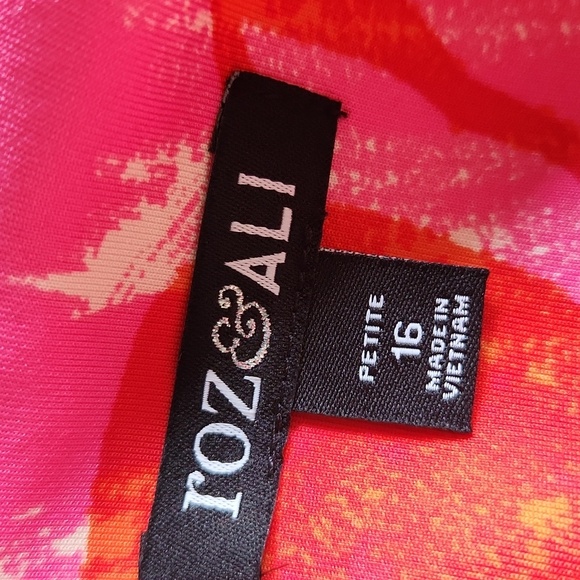 roz&ALI
PETITE
16
MADE IN
VIETNAM